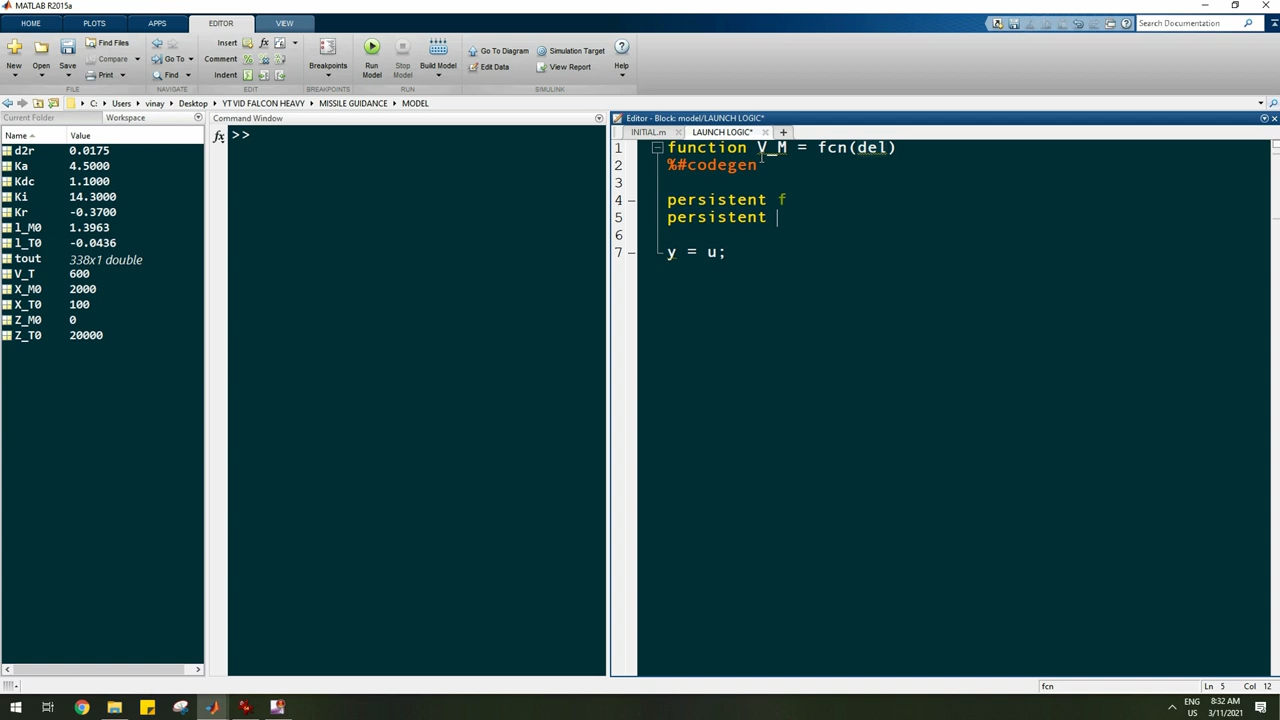 MATLAB R2015a
HOME PLOTS APPS EDITOR VIEW
Search Documentation
New Open Save Find Files Compare Print
Go To Find
Insert fx
Comment
Indent
Breakpoints
Run Model Stop Model Build Model
Go To Diagram Simulation Target
Edit Data View Report
Help
FILE NAVIGATE EDIT BREAKPOINTS RUN SIMULINK
C: Users vinay Desktop YT VID FALCON HEAVY MISSILE GUIDANCE MODEL
Current Folder Workspace
Name Value
d2r 0.0175
Ka 4.5000
Kdc 1.1000
Ki 14.3000
Kr -0.3700
l_M0 1.3963
l_T0 -0.0436
tout 338x1 double
V_T 600
X_M0 2000
X_T0 100
Z_M0 0
Z_T0 20000
Command Window
fx >>
Editor - Block: model/LAUNCH LOGIC*
INITIAL.m LAUNCH LOGIC*
1 function V_M = fcn(del)
2 %#codegen
3
4 persistent f
5 persistent
6
7 y = u;
fcn Ln 5 Col 12
ENG
US
8:32 AM
3/11/2021